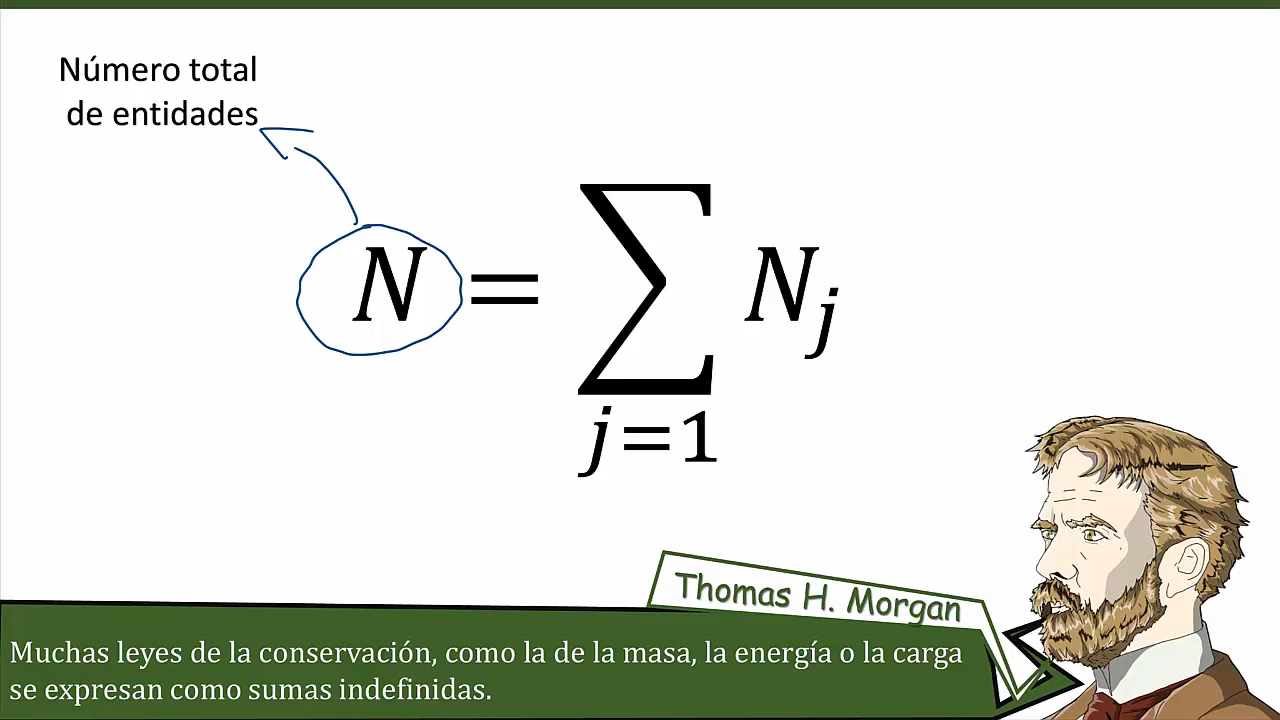 Número total
de entidades
N = ∑ N_j
j=1
Thomas H. Morgan
Muchas leyes de la conservación, como la de la masa, la energía o la carga
se expresan como sumas indefinidas.